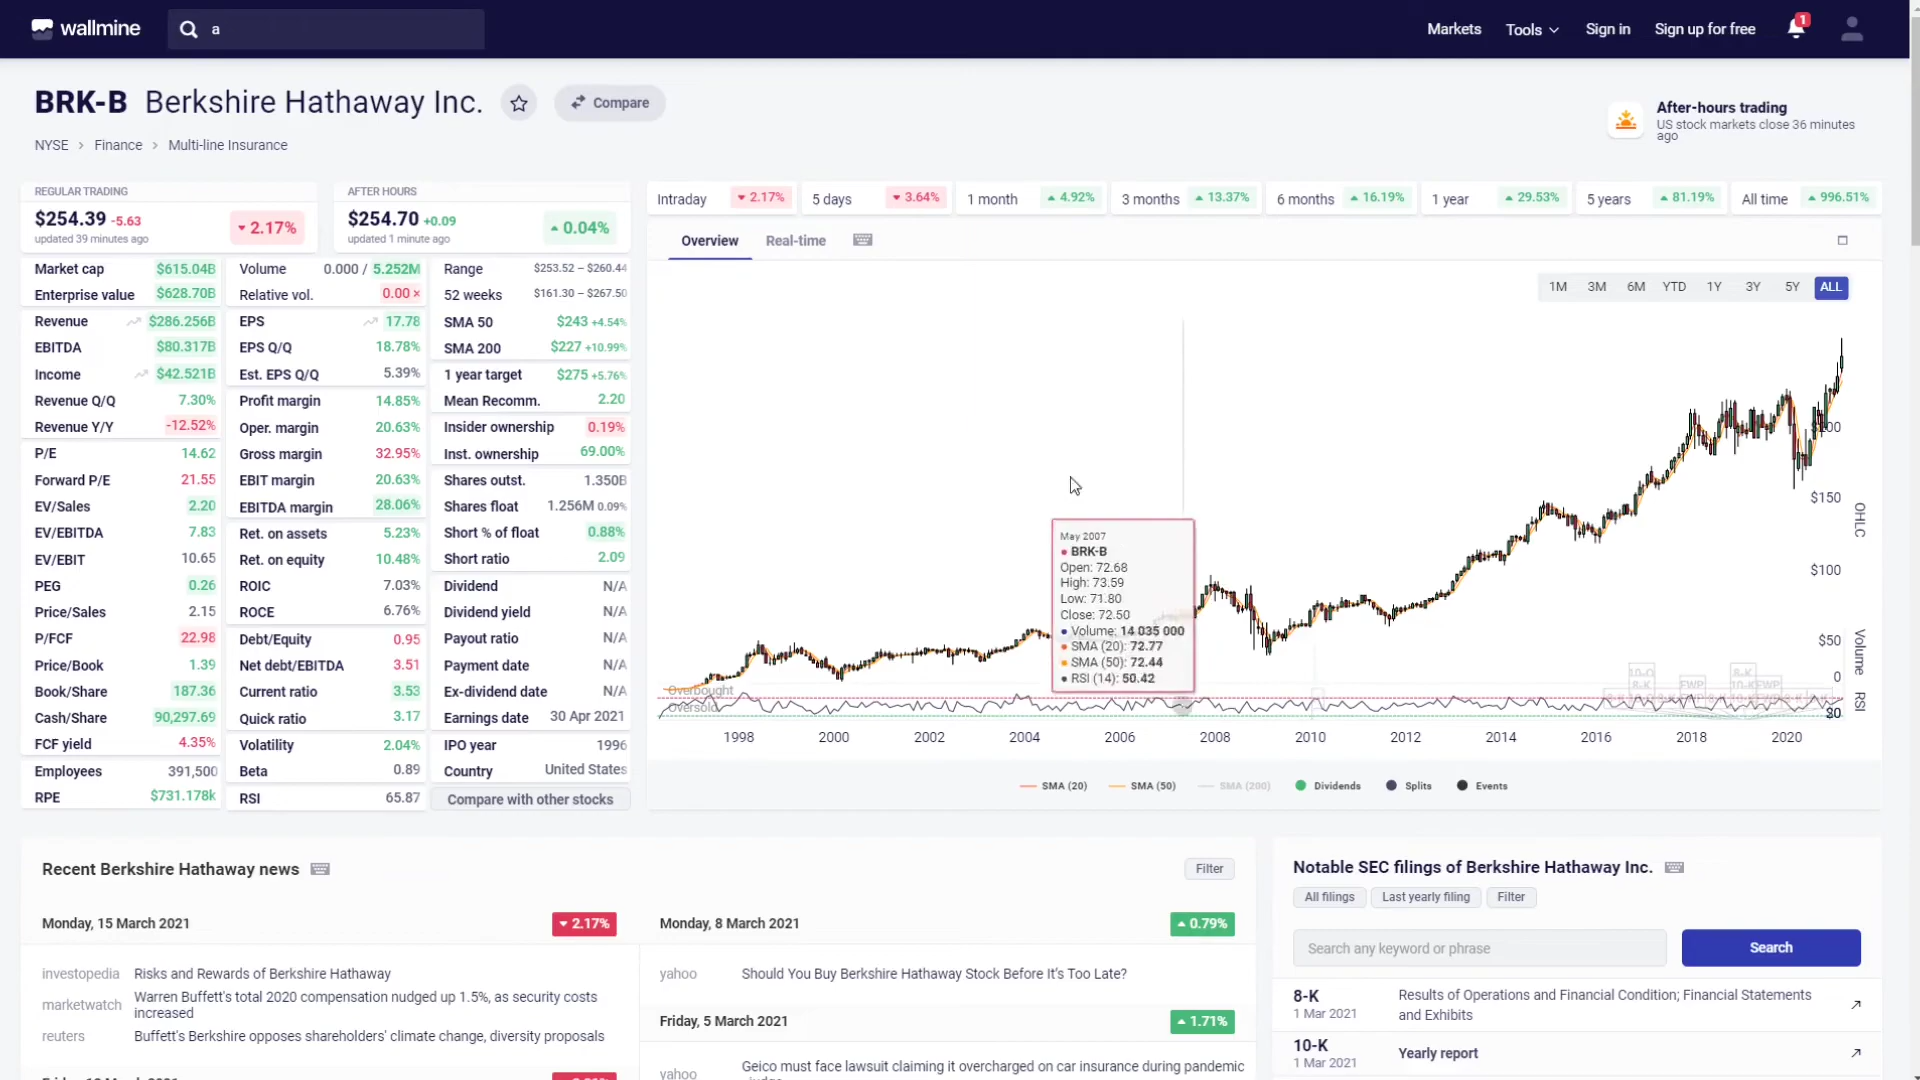 wallmine
a
Markets Tools Sign in Sign up for free 1
BRK-B Berkshire Hathaway Inc. Compare
After-hours trading
US stock markets close 36 minutes
ago
NYSE > Finance > Multi-line Insurance
REGULAR TRADING
$254.39 -5.63
updated 39 minutes ago
2.17%
AFTER HOURS
$254.70 +0.09
updated 1 minute ago
0.04%
Market cap $615.04B
Enterprise value $628.70B
Revenue $286.256B
EBITDA $80.317B
Income $42.521B
Revenue Q/Q 7.30%
Revenue Y/Y -12.52%
P/E 14.62
Forward P/E 21.55
EV/Sales 2.20
EV/EBITDA 7.83
EV/EBIT 10.65
PEG 0.26
Price/Sales 2.15
P/FCF 22.98
Price/Book 1.39
Book/Share 187.36
Cash/Share 90,297.69
FCF yield 4.35%
Employees 391,500
RPE $731.178k
Volume 0.000 / 5.252M
Relative vol. 0.00 ×
EPS 17.78
EPS Q/Q 18.78%
Est. EPS Q/Q 5.39%
Profit margin 14.85%
Oper. margin 20.63%
Gross margin 32.95%
EBIT margin 20.63%
EBITDA margin 28.06%
Ret. on assets 5.23%
Ret. on equity 10.48%
ROIC 7.03%
ROCE 6.76%
Debt/Equity 0.95
Net debt/EBITDA 3.51
Current ratio 3.53
Quick ratio 3.17
Volatility 2.04%
Beta 0.89
RSI 65.87
Range $253.52 – $260.44
52 weeks $161.30 – $267.50
SMA 50 $243 +4.54%
SMA 200 $227 +10.99%
1 year target $275 +5.76%
Mean Recomm. 2.20
Insider ownership 0.19%
Inst. ownership 69.00%
Shares outst. 1.350B
Shares float 1.256M 0.09%
Short % of float 0.88%
Short ratio 2.09
Dividend N/A
Dividend yield N/A
Payout ratio N/A
Payment date N/A
Ex-dividend date N/A
Earnings date 30 Apr 2021
IPO year 1996
Country United States
Compare with other stocks
Intraday 2.17% 5 days 3.64% 1 month 4.92% 3 months 13.37% 6 months 16.19% 1 year 29.53% 5 years 81.19% All time 996.51%
Overview Real-time
1M 3M 6M YTD 1Y 3Y 5Y ALL
$200
$150
$100
$50
0
OHLC
Volume
RSI
May 2007
BRK-B
Open: 72.68
High: 73.59
Low: 71.80
Close: 72.50
Volume: 14 035 000
SMA (20): 72.77
SMA (50): 72.44
RSI (14): 50.42
Overbought
Oversold
1998 2000 2002 2004 2006 2008 2010 2012 2014 2016 2018 2020
SMA (20) SMA (50) SMA (200) Dividends Splits Events
Recent Berkshire Hathaway news
Filter
Monday, 15 March 2021 2.17%
investopedia Risks and Rewards of Berkshire Hathaway
marketwatch Warren Buffett's total 2020 compensation nudged up 1.5%, as security costs
increased
reuters Buffett's Berkshire opposes shareholders' climate change, diversity proposals
Monday, 8 March 2021 0.79%
yahoo Should You Buy Berkshire Hathaway Stock Before It's Too Late?
Friday, 5 March 2021 1.71%
yahoo Geico must face lawsuit claiming it overcharged on car insurance during pandemic
Notable SEC filings of Berkshire Hathaway Inc.
All filings Last yearly filing Filter
Search any keyword or phrase Search
8-K
1 Mar 2021
Results of Operations and Financial Condition; Financial Statements
and Exhibits
10-K
1 Mar 2021
Yearly report